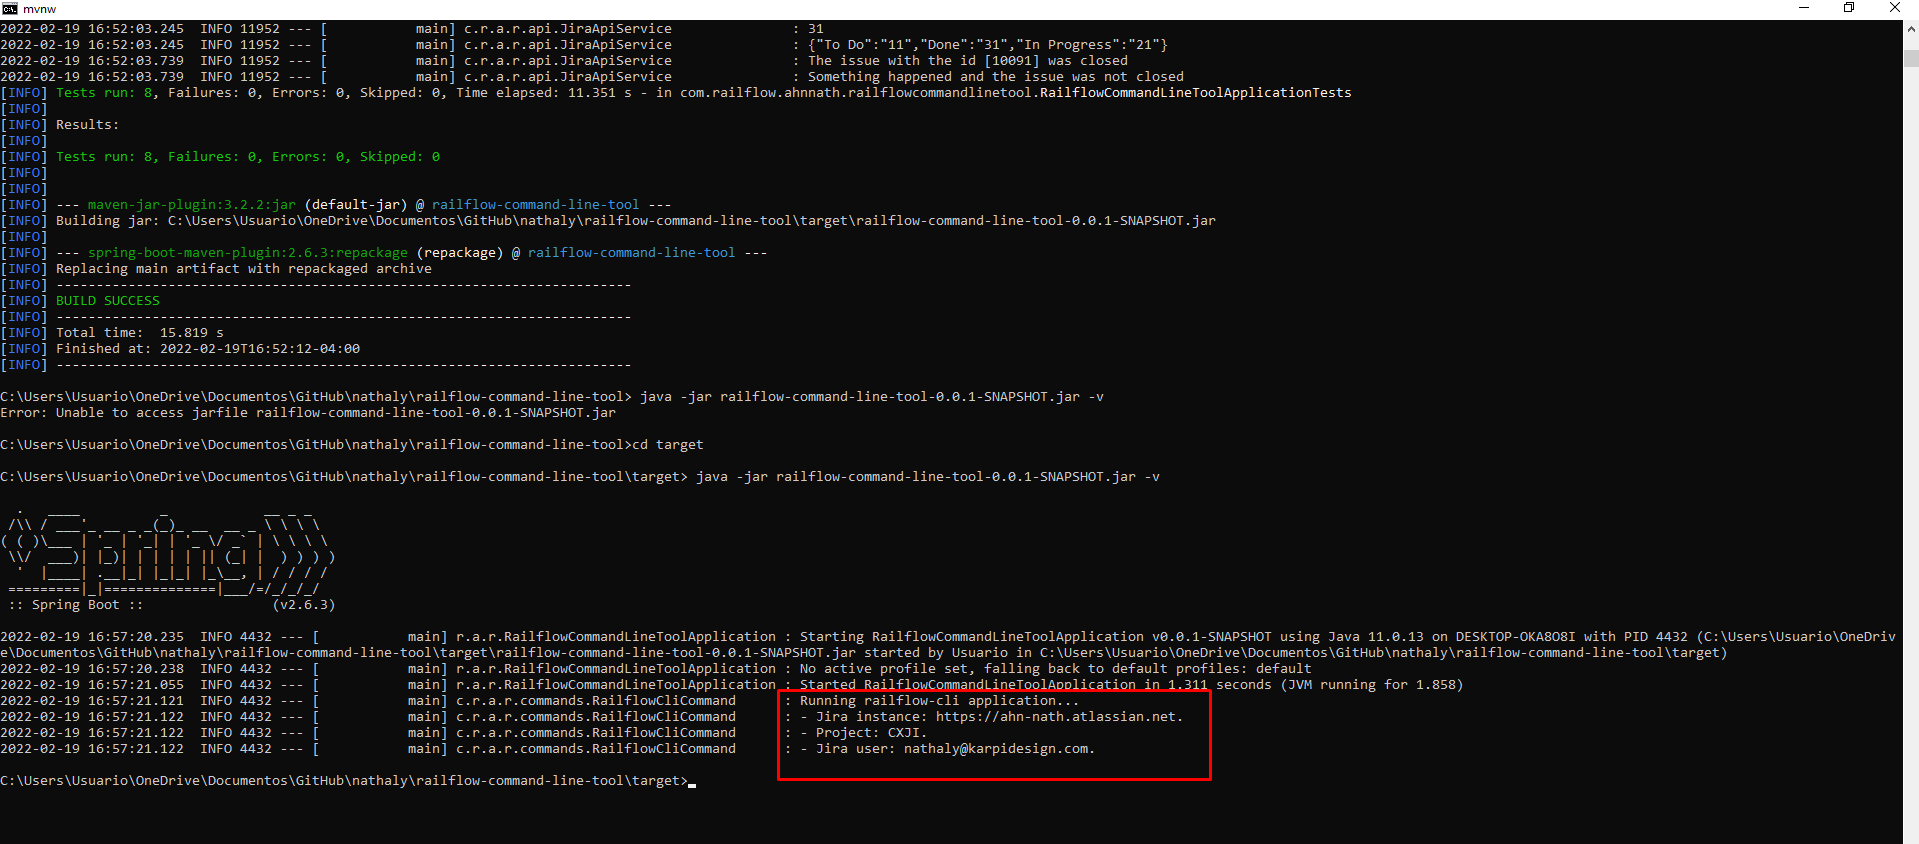 mvnw
2022-02-19 16:52:03.245  INFO 11952 --- [           main] c.r.a.r.api.JiraApiService               : 31
2022-02-19 16:52:03.245  INFO 11952 --- [           main] c.r.a.r.api.JiraApiService               : {"To Do":"11","Done":"31","In Progress":"21"}
2022-02-19 16:52:03.739  INFO 11952 --- [           main] c.r.a.r.api.JiraApiService               : The issue with the id [10091] was closed
2022-02-19 16:52:03.739  INFO 11952 --- [           main] c.r.a.r.api.JiraApiService               : Something happened and the issue was not closed
[INFO] Tests run: 8, Failures: 0, Errors: 0, Skipped: 0, Time elapsed: 11.351 s - in com.railflow.ahnnath.railflowcommandlinetool.RailflowCommandLineToolApplicationTests
[INFO]
[INFO] Results:
[INFO]
[INFO] Tests run: 8, Failures: 0, Errors: 0, Skipped: 0
[INFO]
[INFO]
[INFO] --- maven-jar-plugin:3.2.2:jar (default-jar) @ railflow-command-line-tool ---
[INFO] Building jar: C:\Users\Usuario\OneDrive\Documentos\GitHub\nathaly\railflow-command-line-tool\target\railflow-command-line-tool-0.0.1-SNAPSHOT.jar
[INFO]
[INFO] --- spring-boot-maven-plugin:2.6.3:repackage (repackage) @ railflow-command-line-tool ---
[INFO] Replacing main artifact with repackaged archive
[INFO] ------------------------------------------------------------------------
[INFO] BUILD SUCCESS
[INFO] ------------------------------------------------------------------------
[INFO] Total time:  15.819 s
[INFO] Finished at: 2022-02-19T16:52:12-04:00
[INFO] ------------------------------------------------------------------------
C:\Users\Usuario\OneDrive\Documentos\GitHub\nathaly\railflow-command-line-tool> java -jar railflow-command-line-tool-0.0.1-SNAPSHOT.jar -v
Error: Unable to access jarfile railflow-command-line-tool-0.0.1-SNAPSHOT.jar
C:\Users\Usuario\OneDrive\Documentos\GitHub\nathaly\railflow-command-line-tool>cd target
C:\Users\Usuario\OneDrive\Documentos\GitHub\nathaly\railflow-command-line-tool\target> java -jar railflow-command-line-tool-0.0.1-SNAPSHOT.jar -v
  .   ____          _            __ _ _
 /\\ / ___'_ __ _ _(_)_ __  __ _ \ \ \ \
( ( )\___ | '_ | '_| | '_ \/ _` | \ \ \ \
 \\/  ___)| |_)| | | | | || (_| |  ) ) ) )
  '  |____| .__|_| |_|_| |_\__, | / / / /
 =========|_|==============|___/=/_/_/_/
 :: Spring Boot ::                (v2.6.3)
2022-02-19 16:57:20.235  INFO 4432 --- [           main] r.a.r.RailflowCommandLineToolApplication : Starting RailflowCommandLineToolApplication v0.0.1-SNAPSHOT using Java 11.0.13 on DESKTOP-OKA8O8I with PID 4432 (C:\Users\Usuario\OneDriv
e\Documentos\GitHub\nathaly\railflow-command-line-tool\target\railflow-command-line-tool-0.0.1-SNAPSHOT.jar started by Usuario in C:\Users\Usuario\OneDrive\Documentos\GitHub\nathaly\railflow-command-line-tool\target)
2022-02-19 16:57:20.238  INFO 4432 --- [           main] r.a.r.RailflowCommandLineToolApplication : No active profile set, falling back to default profiles: default
2022-02-19 16:57:21.055  INFO 4432 --- [           main] r.a.r.RailflowCommandLineToolApplication : Started RailflowCommandLineToolApplication in 1.311 seconds (JVM running for 1.858)
2022-02-19 16:57:21.121  INFO 4432 --- [           main] c.r.a.r.commands.RailflowCliCommand      : Running railflow-cli application...
2022-02-19 16:57:21.122  INFO 4432 --- [           main] c.r.a.r.commands.RailflowCliCommand      : - Jira instance: https://ahn-nath.atlassian.net.
2022-02-19 16:57:21.122  INFO 4432 --- [           main] c.r.a.r.commands.RailflowCliCommand      : - Project: CXJI.
2022-02-19 16:57:21.122  INFO 4432 --- [           main] c.r.a.r.commands.RailflowCliCommand      : - Jira user: nathaly@karpidesign.com.
C:\Users\Usuario\OneDrive\Documentos\GitHub\nathaly\railflow-command-line-tool\target>